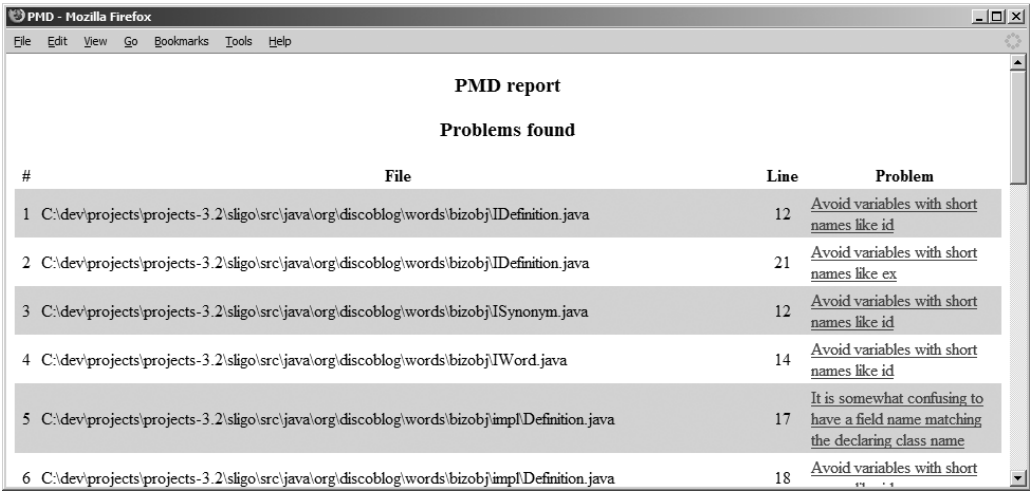 PMD - Mozilla Firefox
File Edit View Go Bookmarks Tools Help
PMD report
Problems found
# File Line Problem
1 C:\dev\projects\projects-3.2\sligo\src\java\org\discoblog\words\bizobj\IDefinition.java 12 Avoid variables with short
names like id
2 C:\dev\projects\projects-3.2\sligo\src\java\org\discoblog\words\bizobj\IDefinition.java 21 Avoid variables with short
names like ex
3 C:\dev\projects\projects-3.2\sligo\src\java\org\discoblog\words\bizobj\ISynonym.java 12 Avoid variables with short
names like id
4 C:\dev\projects\projects-3.2\sligo\src\java\org\discoblog\words\bizobj\IWord.java 14 Avoid variables with short
names like id
5 C:\dev\projects\projects-3.2\sligo\src\java\org\discoblog\words\bizobj\impl\Definition.java 17 It is somewhat confusing to
have a field name matching
the declaring class name
6 C:\dev\projects\projects-3.2\sligo\src\java\org\discoblog\words\bizobj\impl\Definition.java 18 Avoid variables with short